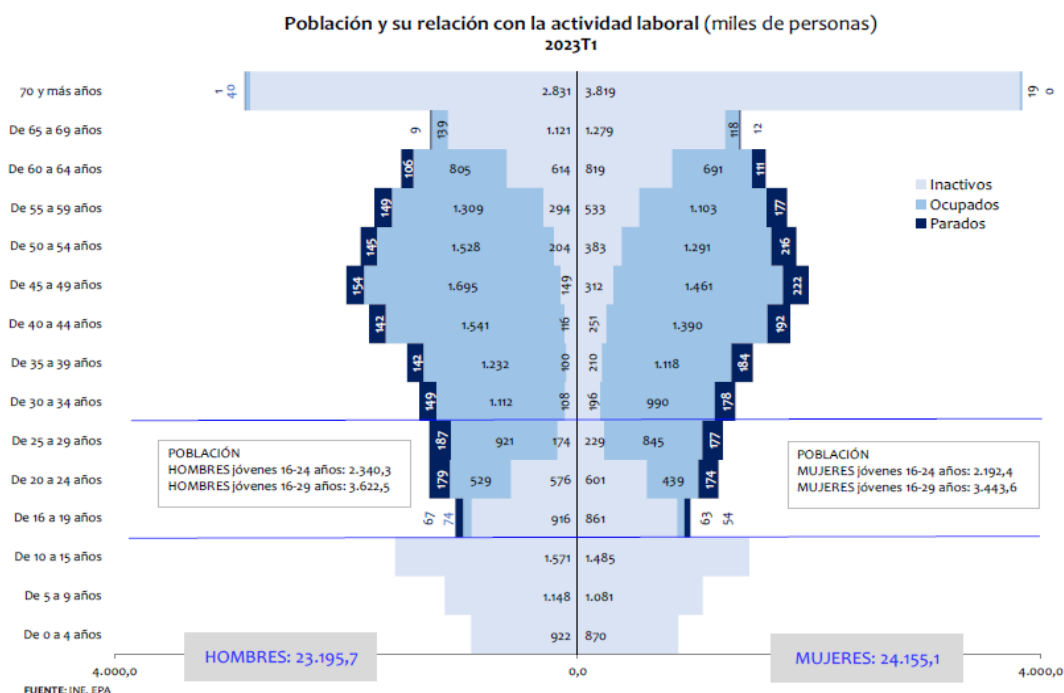 Población y su relación con la actividad laboral (miles de personas)
2023T1
70 y más años 1 40 2.831 3.819 19 0
De 65 a 69 años 9 139 1.121 1.279 118 12
De 60 a 64 años 106 805 614 819 691 111
De 55 a 59 años 149 1.309 294 533 1.103 177
De 50 a 54 años 145 1.528 204 383 1.291 216
De 45 a 49 años 154 1.695 149 312 1.461 222
De 40 a 44 años 142 1.541 116 251 1.390 192
De 35 a 39 años 142 1.232 100 210 1.118 184
De 30 a 34 años 149 1.112 108 196 990 178
De 25 a 29 años 187 921 174 229 845 177
De 20 a 24 años 179 529 576 601 439 174
De 16 a 19 años 67 74 916 861 63 54
De 10 a 15 años 1.571 1.485
De 5 a 9 años 1.148 1.081
De 0 a 4 años 922 870
Inactivos
Ocupados
Parados
POBLACIÓN
HOMBRES jóvenes 16-24 años: 2.340,3
HOMBRES jóvenes 16-29 años: 3.622,5
POBLACIÓN
MUJERES jóvenes 16-24 años: 2.192,4
MUJERES jóvenes 16-29 años: 3.443,6
HOMBRES: 23.195,7
MUJERES: 24.155,1
4.000,0 0,0 4.000,0
FUENTE: INE, EPA